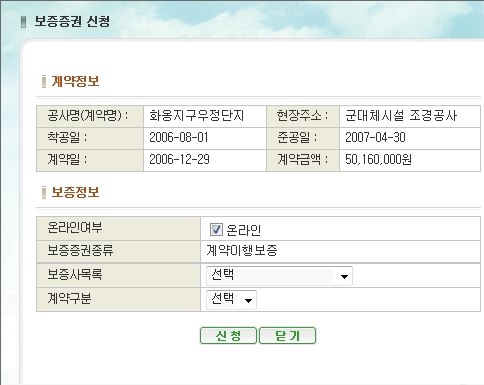 보증증권 신청
계약정보
공사명(계약명) : 화옹지구우정단지 현장주소 : 군대체시설 조경공사
착공일 : 2006-08-01 준공일 : 2007-04-30
계약일 : 2006-12-29 계약금액 : 50,160,000원
보증정보
온라인여부 온라인
보증증권종류 계약이행보증
보증사목록 선택
계약구분 선택
신청 닫기